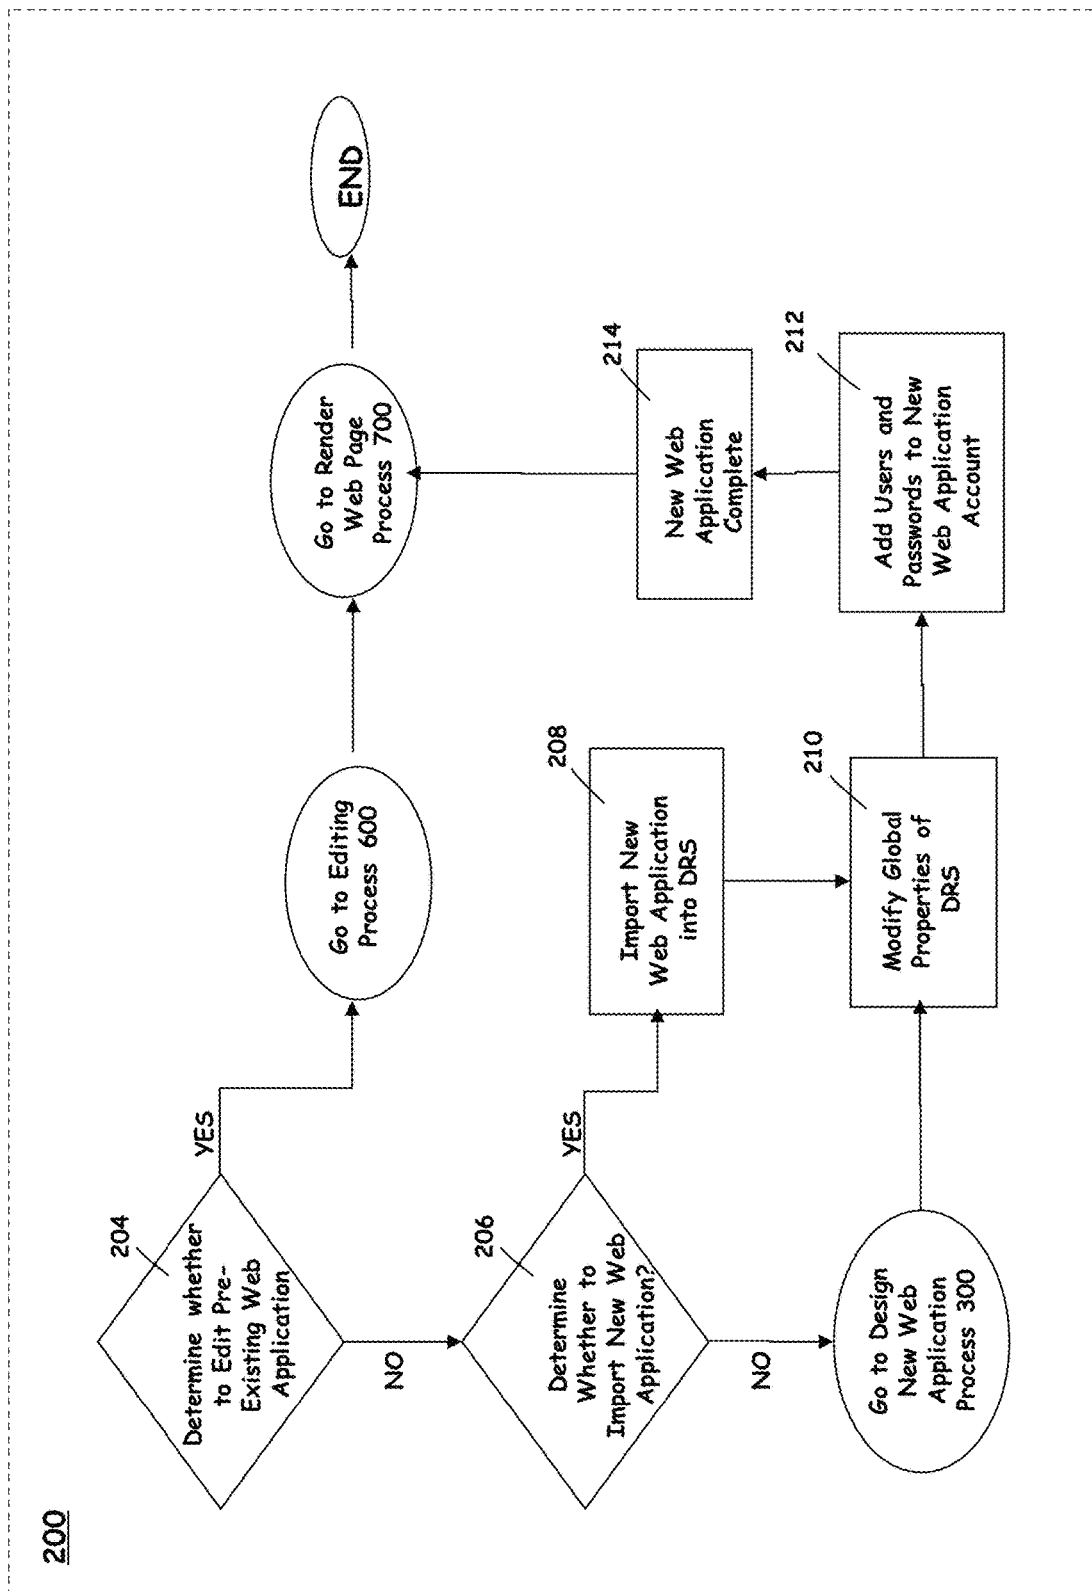 200
204
Determine whether
to Edit Pre-
Existing Web
Application
YES
NO
Go to Editing
Process 600
Go to Render
Web Page
Process 700
END
206
Determine
Whether to
Import New Web
Application?
YES
NO
208
Import New
Web Application
into DRS
214
New Web
Application
Complete
Go to Design
New Web
Application
Process 300
210
Modify Global
Properties of
DRS
212
Add Users and
Passwords to New
Web Application
Account